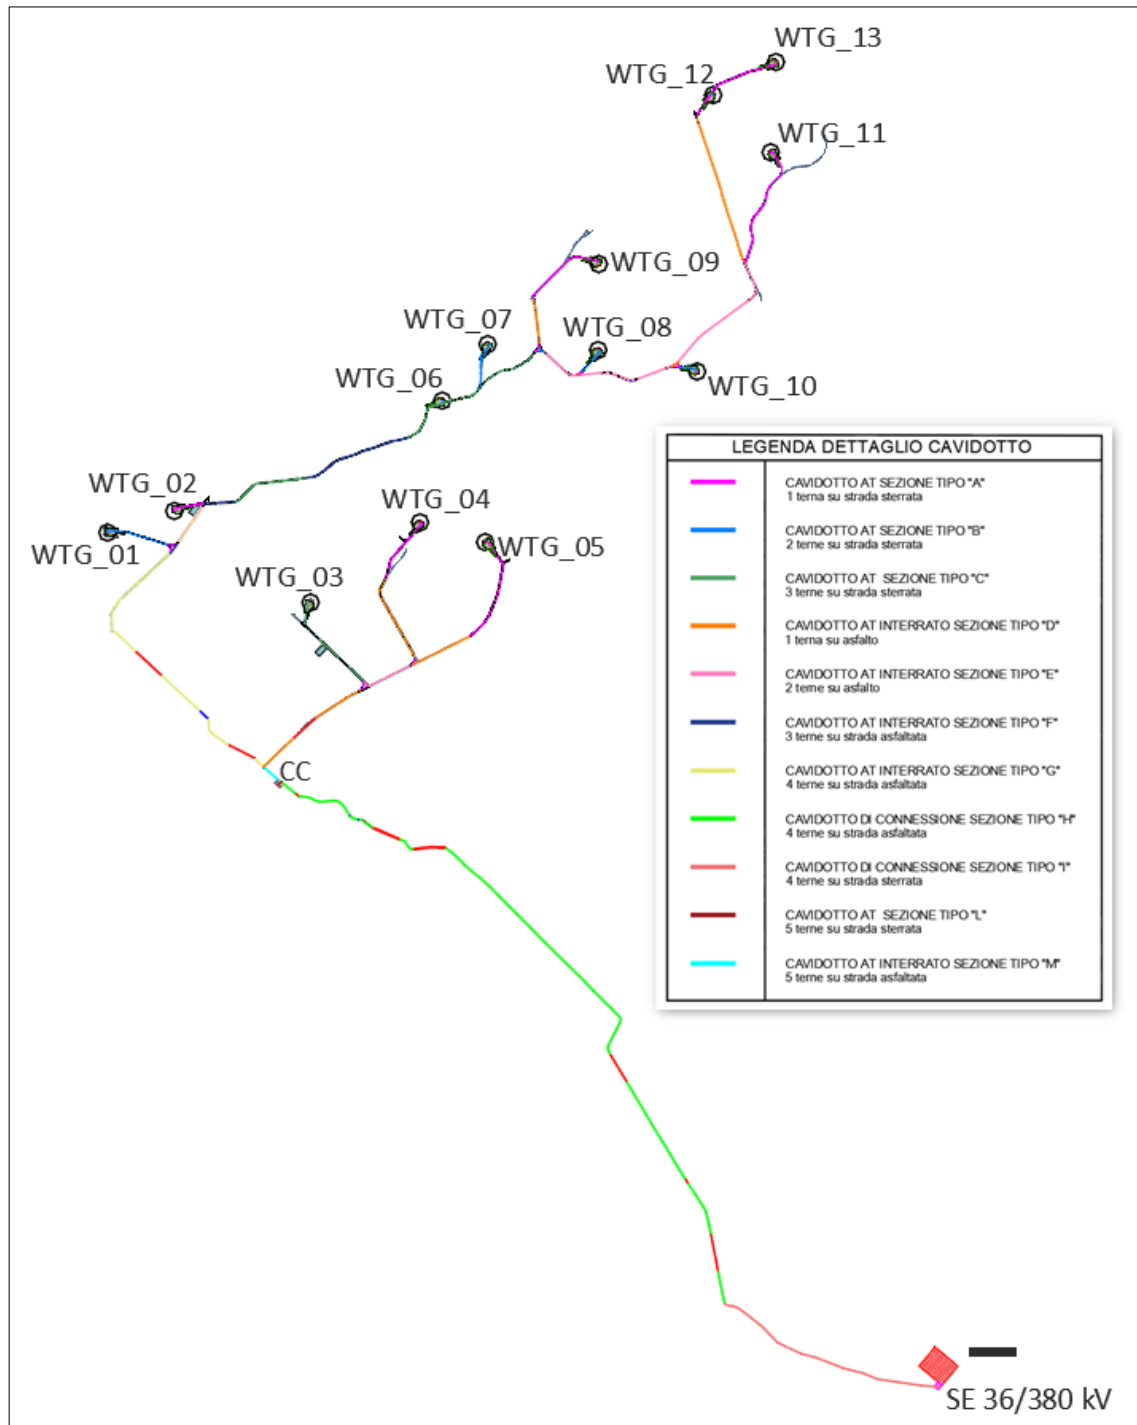 WTG_13
WTG_12
WTG_11
WTG_09
WTG_07
WTG_08
WTG_06
WTG_10
LEGENDA DETTAGLIO CAVIDOTTO
CAVIDOTTO AT SEZIONE TIPO "A"
1 terna su strada sterrata
CAVIDOTTO AT SEZIONE TIPO "B"
2 terne su strada sterrata
CAVIDOTTO AT SEZIONE TIPO "C"
3 terne su strada sterrata
CAVIDOTTO AT INTERRATO SEZIONE TIPO "D"
1 terna su asfalto
CAVIDOTTO AT INTERRATO SEZIONE TIPO "E"
2 terne su asfalto
CAVIDOTTO AT INTERRATO SEZIONE TIPO "F"
3 terne su strada asfaltata
CAVIDOTTO AT INTERRATO SEZIONE TIPO "G"
4 terne su strada asfaltata
CAVIDOTTO DI CONNESSIONE SEZIONE TIPO "H"
4 terne su strada asfaltata
CAVIDOTTO DI CONNESSIONE SEZIONE TIPO "I"
4 terne su strada sterrata
CAVIDOTTO AT SEZIONE TIPO "L"
5 terne su strada sterrata
CAVIDOTTO AT INTERRATO SEZIONE TIPO "M"
5 terne su strada asfaltata
WTG_02
WTG_04
WTG_01
WTG_05
WTG_03
CC
SE 36/380 kV